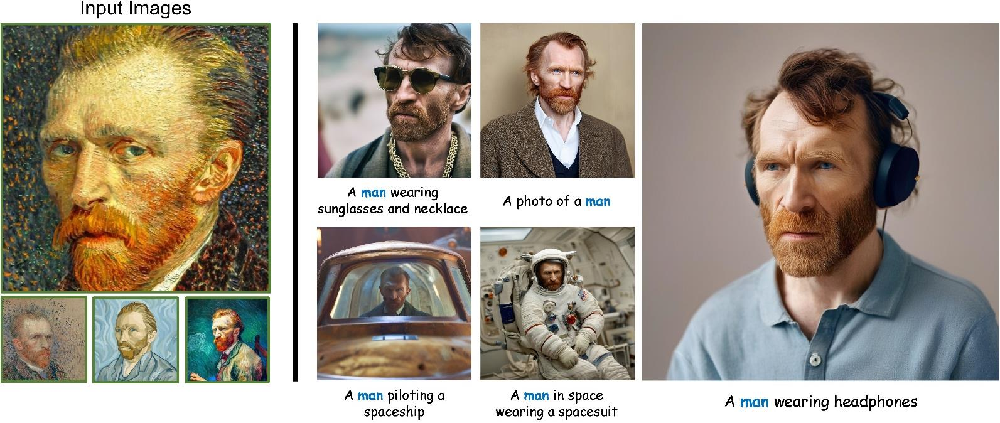 Input Images
A man wearing
sunglasses and necklace
A photo of a man
A man piloting a
spaceship
A man in space
wearing a spacesuit
A man wearing headphones